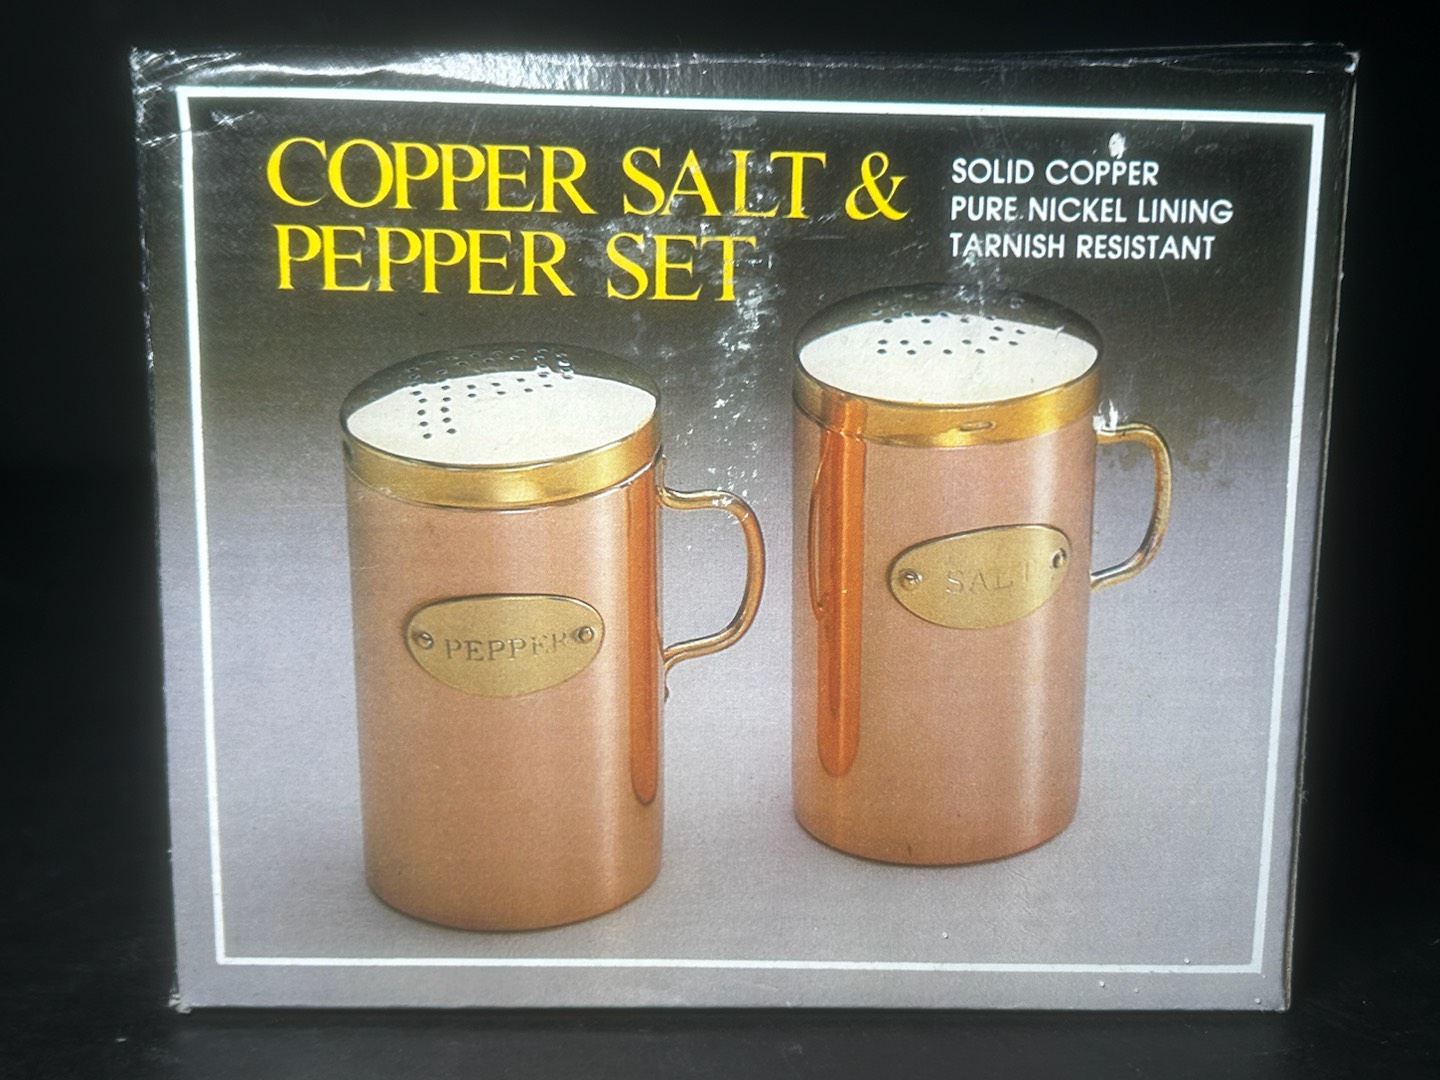 COPPER SALT &
PEPPER SET
SOLID COPPER
PURE NICKEL LINING
TARNISH RESISTANT
PEPPER
SALT